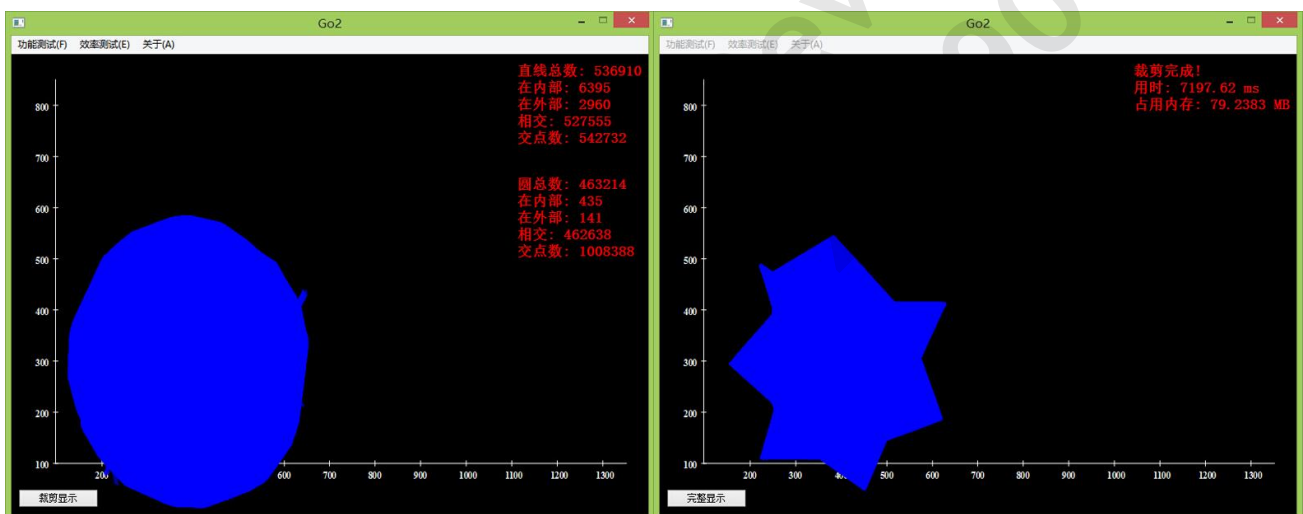 Go2
功能测试(F) 效率测试(E) 关于(A)
直线总数: 536910
在内部: 6395
在外部: 2960
相交: 527555
交点数: 542732
圆总数: 463214
在内部: 435
在外部: 141
相交: 462638
交点数: 1008388
800
700
600
500
400
300
200
100
200
600 700 800 900 1000 1100 1200 1300
裁剪显示
Go2
功能测试(F) 效率测试(E) 关于(A)
裁剪完成!
用时: 7197.62 ms
占用内存: 79.2383 MB
800
700
600
500
400
300
200
100
200 300 400 500 600 700 800 900 1000 1100 1200 1300
完整显示